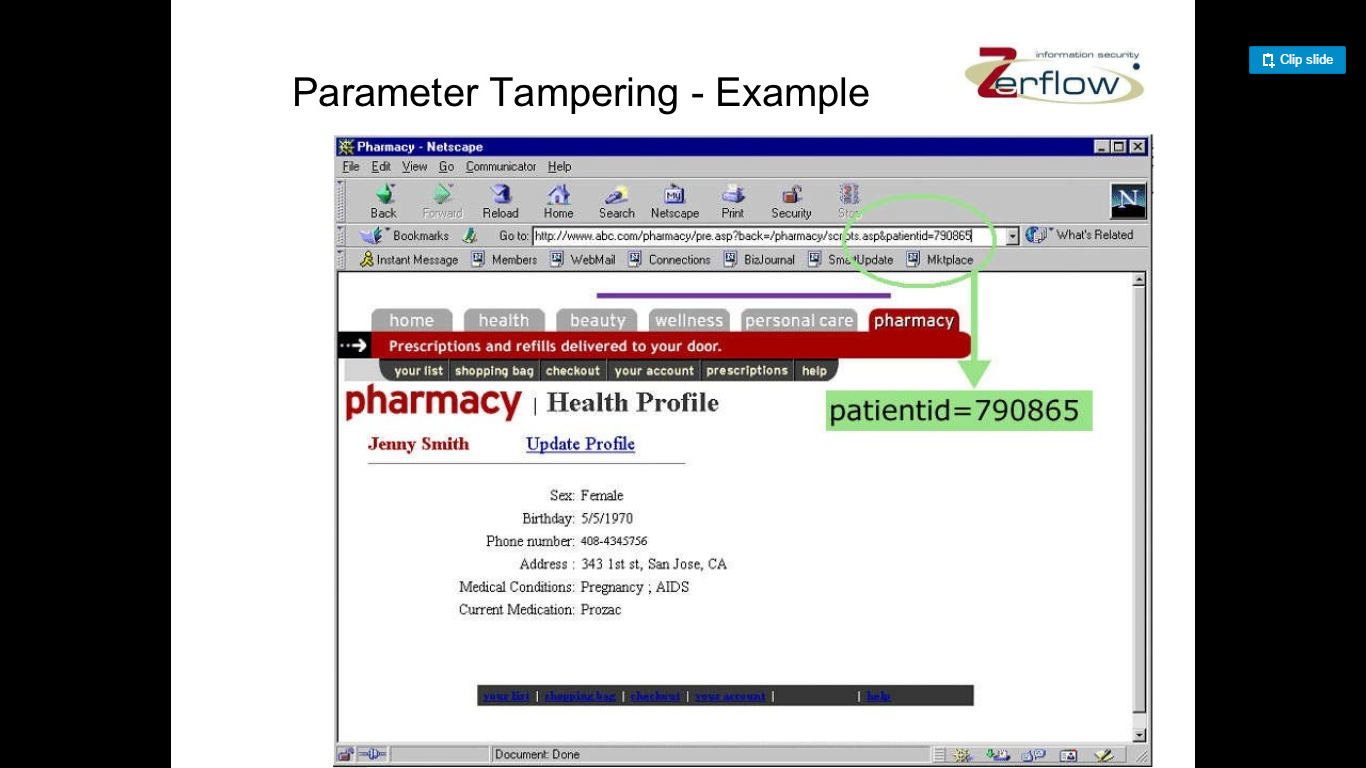 information security
Zerflow
Clip slide
Parameter Tampering - Example
Pharmacy - Netscape
File Edit View Go Communicator Help
Back Forward Reload Home Search My Netscape Print Security Stop N
Bookmarks Go to: http://www.abc.com/pharmacy/pre.asp?back=/pharmacy/scripts.asp&patientid=790865 What's Related
Instant Message Members WebMail Connections BizJournal SmartUpdate Mktplace
home health beauty wellness personal care pharmacy
Prescriptions and refills delivered to your door.
your list shopping bag checkout your account prescriptions help
pharmacy | Health Profile
patientid=790865
Jenny Smith Update Profile
Sex: Female
Birthday: 5/5/1970
Phone number: 408-4345756
Address : 343 1st st, San Jose, CA
Medical Conditions: Pregnancy ; AIDS
Current Medication: Prozac
your list | shopping bag | checkout | your account | | help
Document: Done